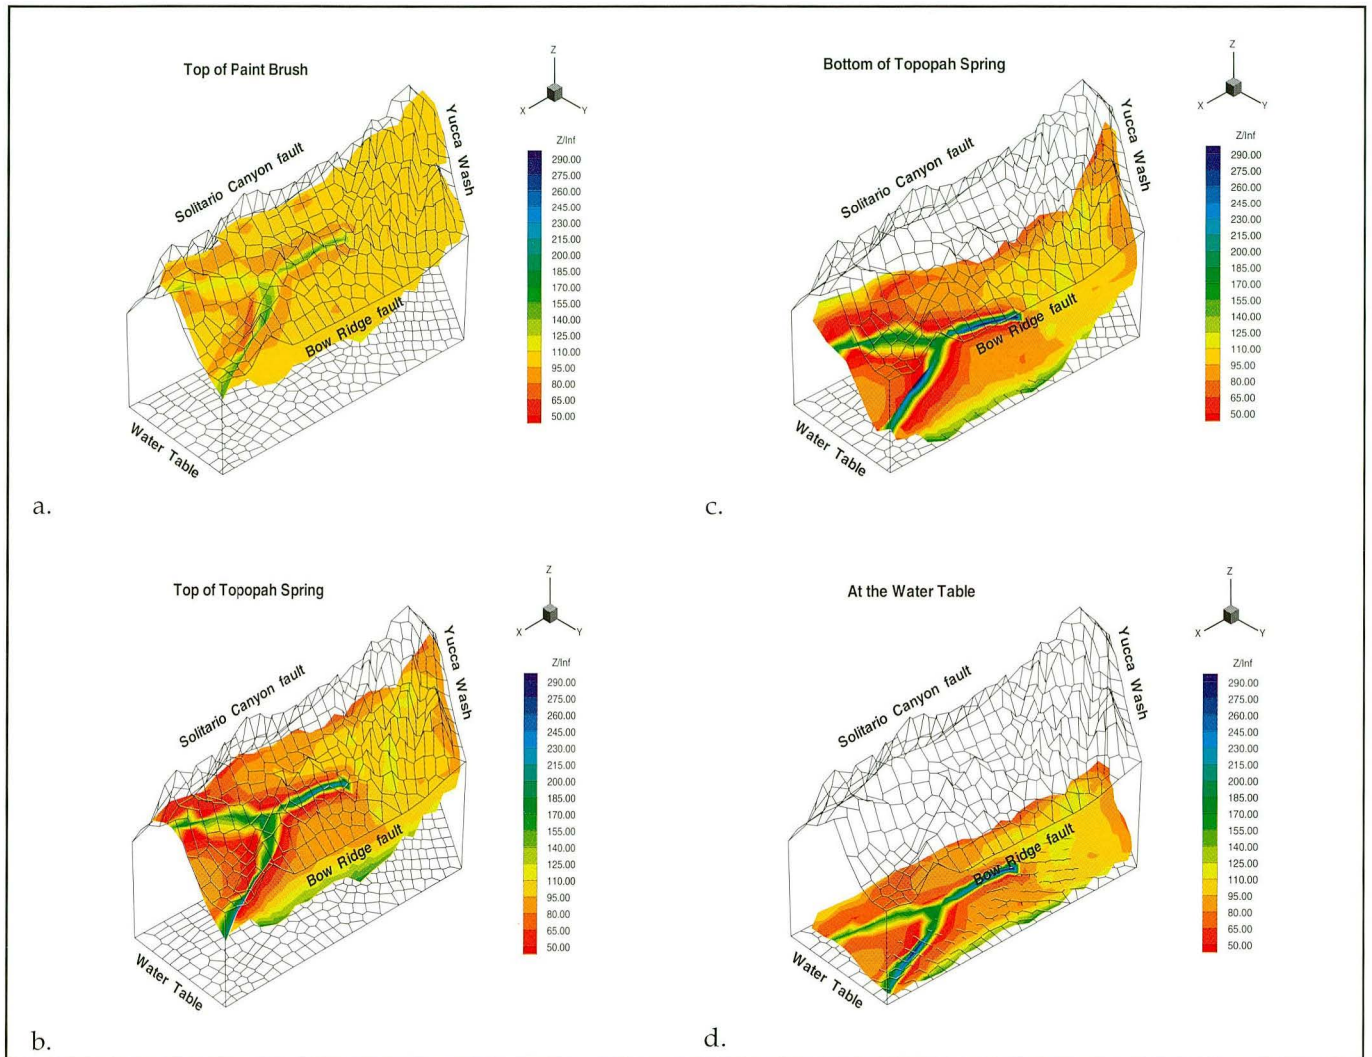 Top of Paint Brush
Z
X
Y
Solitario Canyon fault
Yucca Wash
Bow Ridge fault
Water Table
Z/Inf
290.00
275.00
260.00
245.00
230.00
215.00
200.00
185.00
170.00
155.00
140.00
125.00
110.00
95.00
80.00
65.00
50.00
a.
Bottom of Topopah Spring
Z
X
Y
Solitario Canyon fault
Yucca Wash
Bow Ridge fault
Water Table
Z/Inf
290.00
275.00
260.00
245.00
230.00
215.00
200.00
185.00
170.00
155.00
140.00
125.00
110.00
95.00
80.00
65.00
50.00
c.
Top of Topopah Spring
Z
X
Y
Solitario Canyon fault
Yucca Wash
Bow Ridge fault
Water Table
Z/Inf
290.00
275.00
260.00
245.00
230.00
215.00
200.00
185.00
170.00
155.00
140.00
125.00
110.00
95.00
80.00
65.00
50.00
b.
At the Water Table
Z
X
Y
Solitario Canyon fault
Yucca Wash
Bow Ridge fault
Water Table
Z/Inf
290.00
275.00
260.00
245.00
230.00
215.00
200.00
185.00
170.00
155.00
140.00
125.00
110.00
95.00
80.00
65.00
50.00
d.